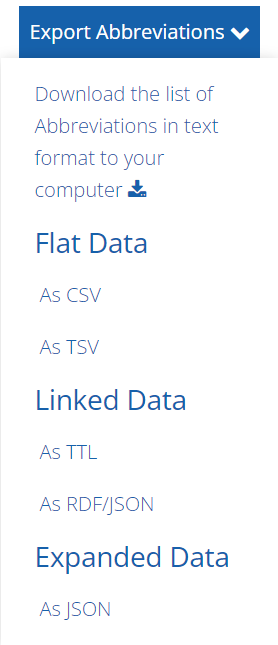 Export Abbreviations
Download the list of
Abbreviations in text
format to your
computer
Flat Data
As CSV
As TSV
Linked Data
As TTL
As RDF/JSON
Expanded Data
As JSON